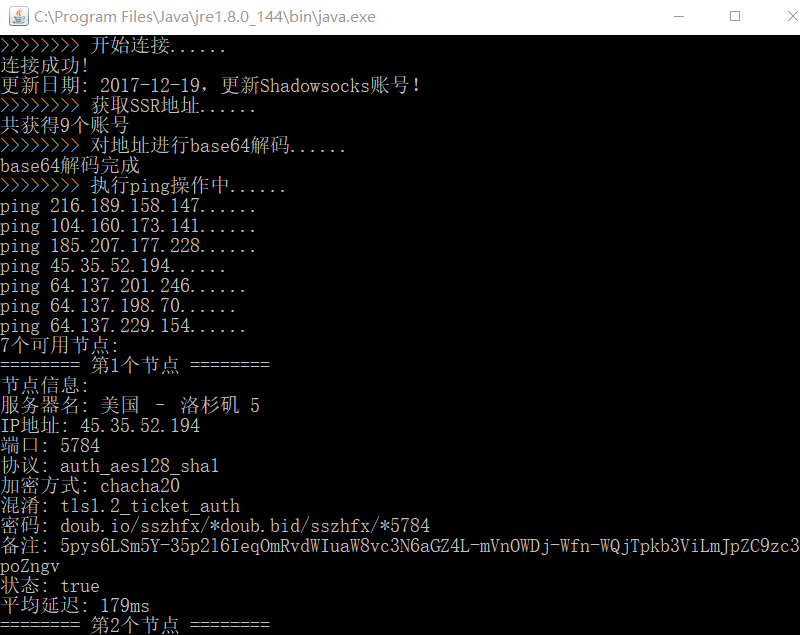 C:\Program Files\Java\jre1.8.0_144\bin\java.exe
>>>>>>>> 开始连接......
连接成功!
更新日期: 2017-12-19，更新Shadowsocks账号！
>>>>>>>> 获取SSR地址......
共获得9个账号
>>>>>>>> 对地址进行base64解码......
base64解码完成
>>>>>>>> 执行ping操作中......
ping 216.189.158.147......
ping 104.160.173.141......
ping 185.207.177.228......
ping 45.35.52.194......
ping 64.137.201.246......
ping 64.137.198.70......
ping 64.137.229.154......
7个可用节点:
======== 第1个节点 ========
节点信息:
服务器名: 美国 - 洛杉矶 5
IP地址: 45.35.52.194
端口: 5784
协议: auth_aes128_sha1
加密方式: chacha20
混淆: tls1.2_ticket_auth
密码: doub.io/sszhfx/*doub.bid/sszhfx/*5784
备注: 5pys6LSm5Y-35p2l6IeqOmRvdWIuaW8vc3N6aGZ4L-mVnOWDj-Wfn-WQjTpkb3ViLmJpZC9zc3
poZngv
状态: true
平均延迟: 179ms
======== 第2个节点 ========